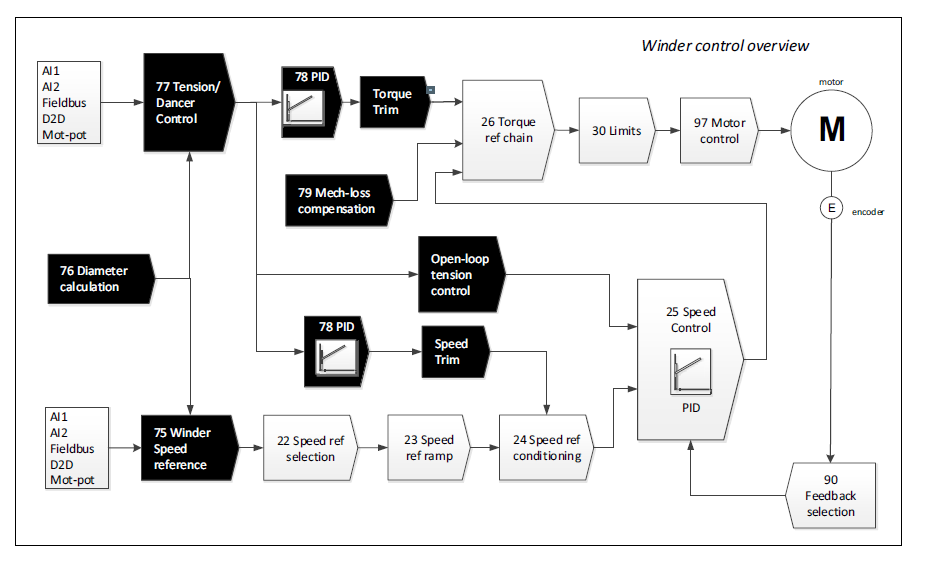 Winder control overview
AI1
AI2
Fieldbus
D2D
Mot-pot
77 Tension/
Dancer
Control
78 PID
Torque
Trim
26 Torque
ref chain
30 Limits
97 Motor
control
motor
M
E
encoder
79 Mech-loss
compensation
76 Diameter
calculation
Open-loop
tension
control
25 Speed
Control
PID
78 PID
Speed
Trim
AI1
AI2
Fieldbus
D2D
Mot-pot
75 Winder
Speed
reference
22 Speed ref
selection
23 Speed
ref ramp
24 Speed ref
conditioning
90
Feedback
selection